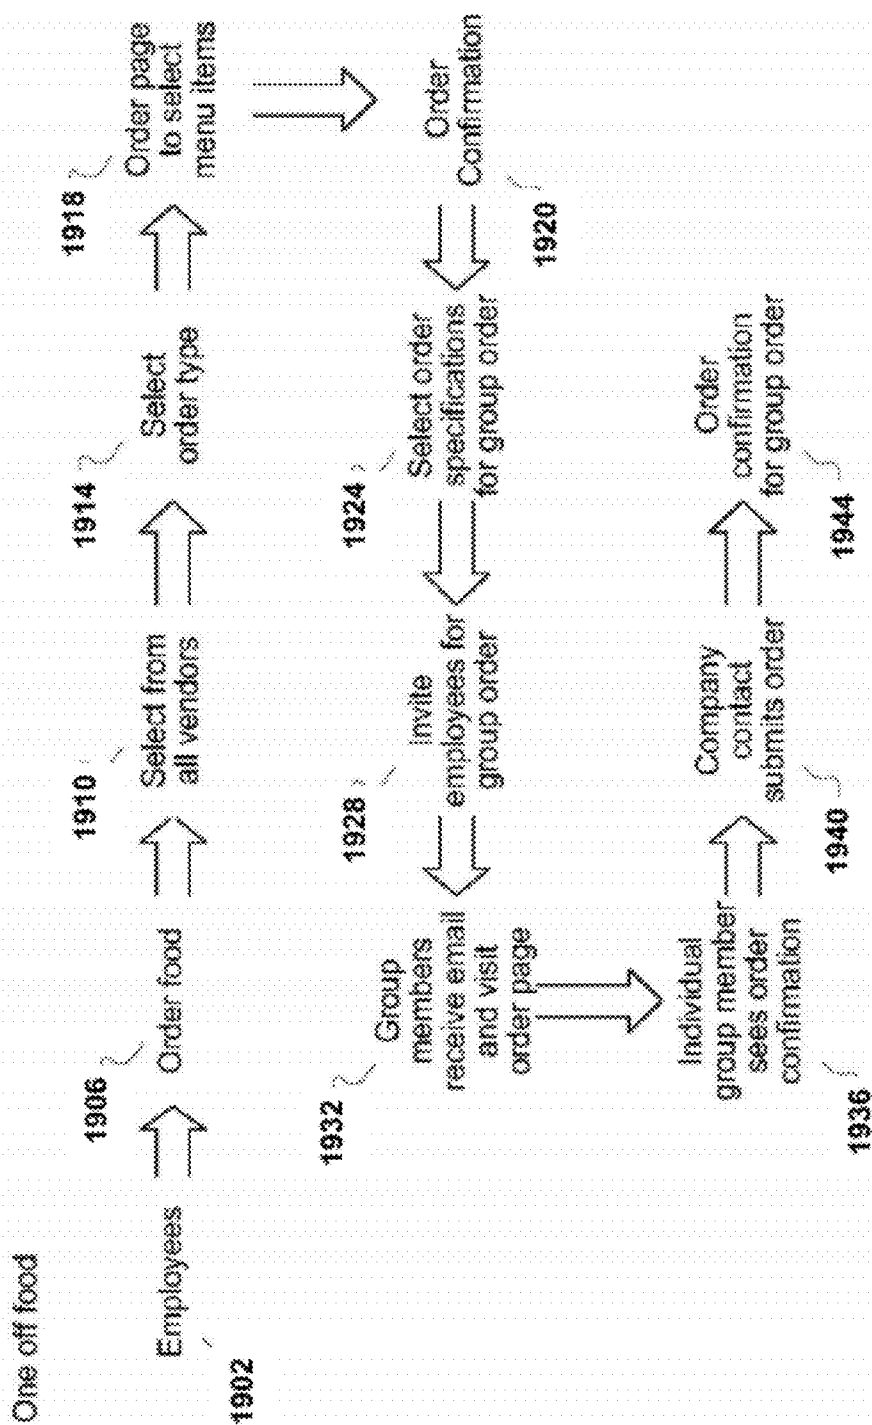 One off food
Employees
1902
Order food
1906
Select from
all vendors
1910
Select
order type
1914
Order page
to select
menu items
1918
Order
Confirmation
1920
Select order
specifications
for group order
1924
Invite
employees for
group order
1928
Group
members
receive email
and visit
order page
1932
Individual
group member
sees order
confirmation
1936
Company
contact
submits order
1940
Order
confirmation
for group order
1944